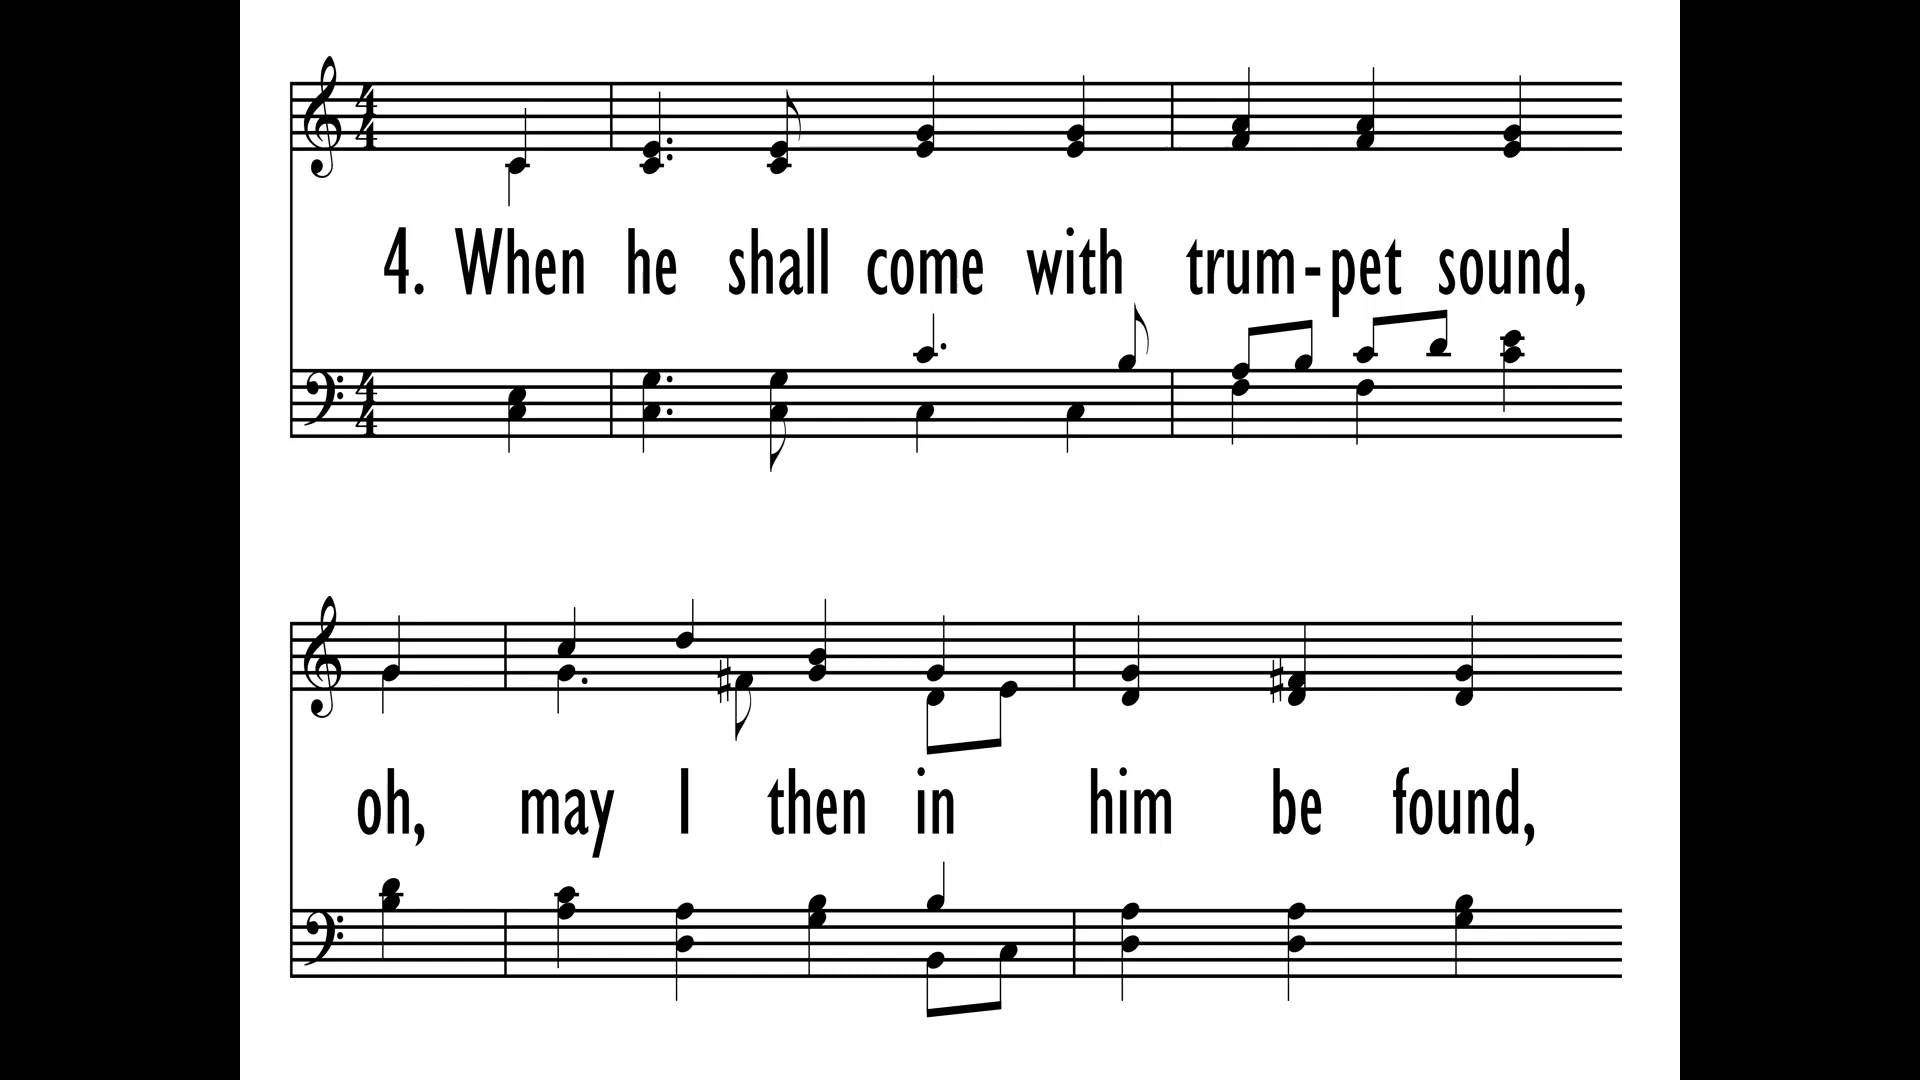 4. When he shall come with trum-pet sound,
oh, may I then in him be found,